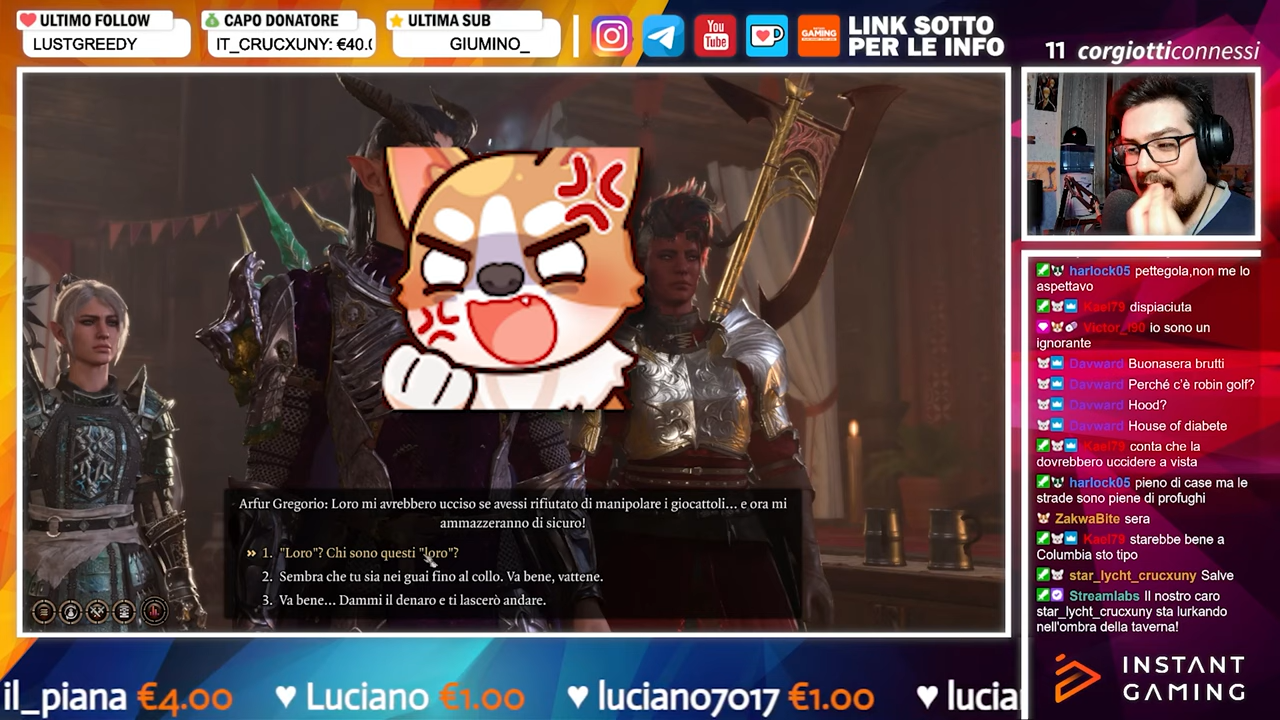 ULTIMO FOLLOW
LUSTGREEDY
CAPO DONATORE
IT_CRUCXUNY: €40.0
ULTIMA SUB
GIUMINO_
You
Tube
GAMING
LINK SOTTO
PER LE INFO
11 corgiotticonnessi
harlock05 pettegola,non me lo
aspettavo
Kael79 dispiaciuta
Victor_l90 io sono un
ignorante
Davward Buonasera brutti
Davward Perché c'è robin golf?
Davward Hood?
Davward House of diabete
Kael79 conta che la
dovrebbero uccidere a vista
harlock05 pieno di case ma le
strade sono piene di profughi
ZakwaBite sera
Kael79 starebbe bene a
Columbia sto tipo
star_lycht_crucxuny Salve
Streamlabs Il nostro caro
star_lycht_crucxuny sta lurkando
nell'ombra della taverna!
Arfur Gregorio: Loro mi avrebbero ucciso se avessi rifiutato di manipolare i giocattoli... e ora mi
ammazzeranno di sicuro!
1. "Loro"? Chi sono questi "loro"?
2. Sembra che tu sia nei guai fino al collo. Va bene, vattene.
3. Va bene... Dammi il denaro e ti lascerò andare.
il_piana €4.00 ♥ Luciano €1.00 ♥ luciano7017 €1.00 ♥ lucia
INSTANT
GAMING